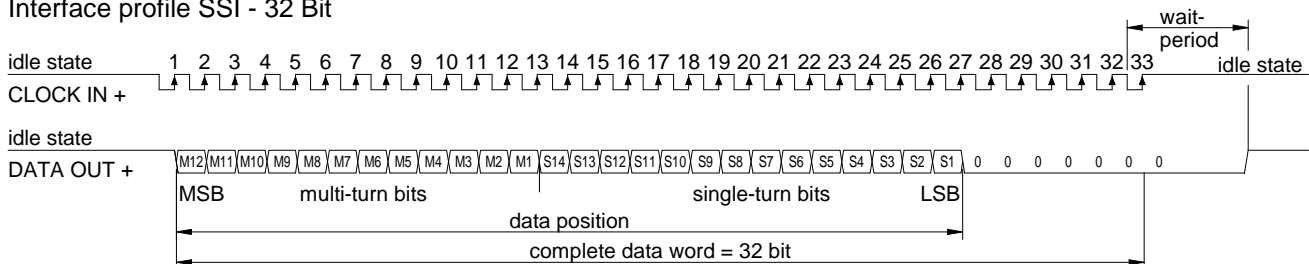 Interface profile SSI - 32 Bit
wait-
period
idle state 1 2 3 4 5 6 7 8 9 10 11 12 13 14 15 16 17 18 19 20 21 22 23 24 25 26 27 28 29 30 31 32 33 idle state
CLOCK IN +
idle state
DATA OUT + M12 M11 M10 M9 M8 M7 M6 M5 M4 M3 M2 M1 S14 S13 S12 S11 S10 S9 S8 S7 S6 S5 S4 S3 S2 S1 0 0 0 0 0 0 0
MSB multi-turn bits single-turn bits LSB
data position
complete data word = 32 bit